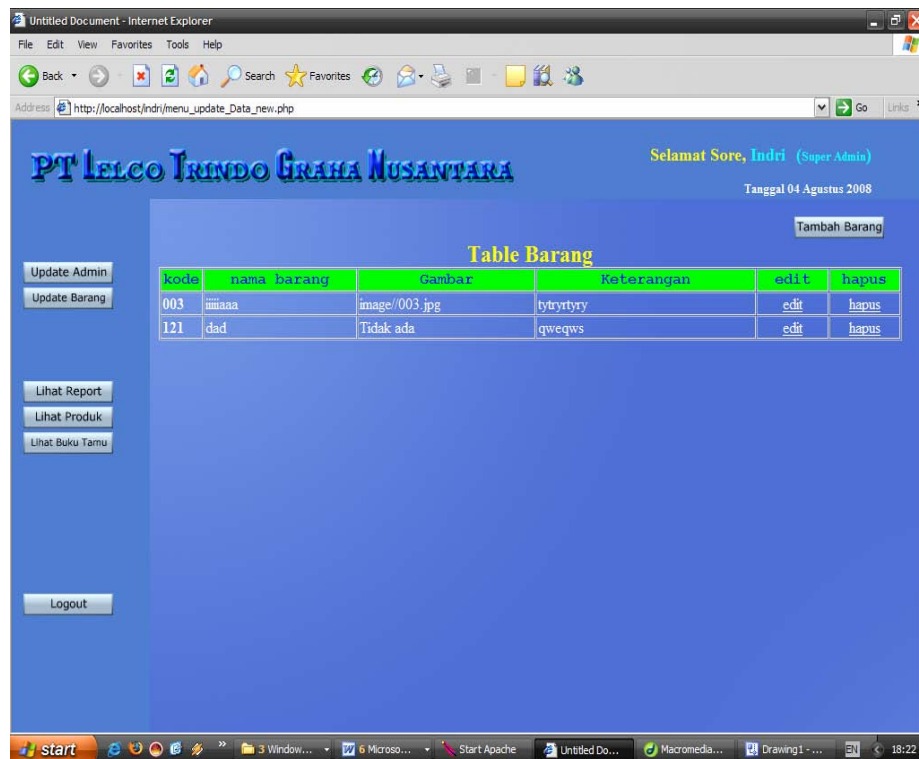 Untitled Document - Internet Explorer
File Edit View Favorites Tools Help
Back Search Favorites
Address http://localhost/indri/menu_update_Data_new.php Go Links
PT Lelco Trindo Graha Nusantara
Selamat Sore, Indri (Super Admin)
Tanggal 04 Agustus 2008
Tambah Barang
Table Barang
Update Admin
Update Barang
kode nama barang Gambar Keterangan edit hapus
003 iiiiiaaa image//003.jpg tytryrtyry edit hapus
121 dad Tidak ada qweqws edit hapus
Lihat Report
Lihat Produk
Lihat Buku Tamu
Logout
start 3 Window... 6 Microso... Start Apache Untitled Do... Macromedia... Drawing1 - ... EN 18:22